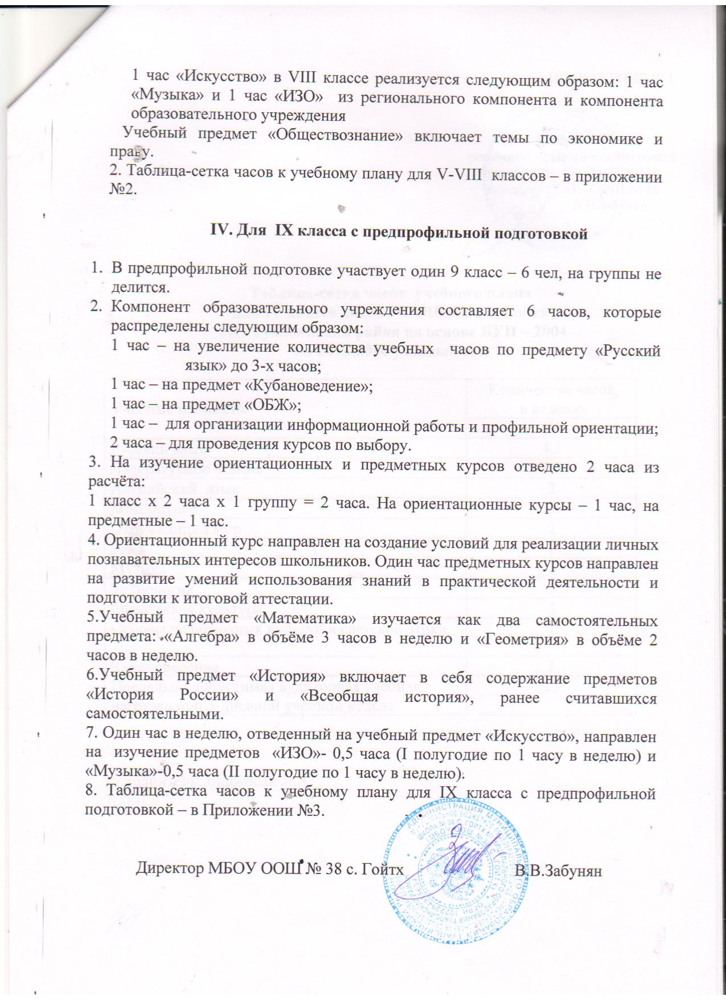 1 час «Искусство» в VIII классе реализуется следующим образом: 1 час
«Музыка» и 1 час «ИЗО» из регионального компонента и компонента
образовательного учреждения
Учебный предмет «Обществознание» включает темы по экономике и
праву.
2. Таблица-сетка часов к учебному плану для V-VIII классов – в приложении
№2.
IV. Для IX класса с предпрофильной подготовкой
1. В предпрофильной подготовке участвует один 9 класс – 6 чел, на группы не
делится.
2. Компонент образовательного учреждения составляет 6 часов, которые
распределены следующим образом:
1 час – на увеличение количества учебных часов по предмету «Русский
язык» до 3-х часов;
1 час – на предмет «Кубановедение»;
1 час – на предмет «ОБЖ»;
1 час – для организации информационной работы и профильной ориентации;
2 часа – для проведения курсов по выбору.
3. На изучение ориентационных и предметных курсов отведено 2 часа из
расчёта:
1 класс х 2 часа х 1 группу = 2 часа. На ориентационные курсы – 1 час, на
предметные – 1 час.
4. Ориентационный курс направлен на создание условий для реализации личных
познавательных интересов школьников. Один час предметных курсов направлен
на развитие умений использования знаний в практической деятельности и
подготовки к итоговой аттестации.
5.Учебный предмет «Математика» изучается как два самостоятельных
предмета: «Алгебра» в объёме 3 часов в неделю и «Геометрия» в объёме 2
часов в неделю.
6.Учебный предмет «История» включает в себя содержание предметов
«История России» и «Всеобщая история», ранее считавшихся
самостоятельными.
7. Один час в неделю, отведенный на учебный предмет «Искусство», направлен
на изучение предметов «ИЗО»- 0,5 часа (I полугодие по 1 часу в неделю) и
«Музыка»-0,5 часа (II полугодие по 1 часу в неделю).
8. Таблица-сетка часов к учебному плану для IX класса с предпрофильной
подготовкой – в Приложении №3.
Директор МБОУ ООШ № 38 с. Гойтх В.В.Забунян
АДМИНИСТРАЦИЯ МУНИЦИПАЛЬНОГО ОБРАЗОВАНИЯ ТУАПСИНСКИЙ РАЙОН